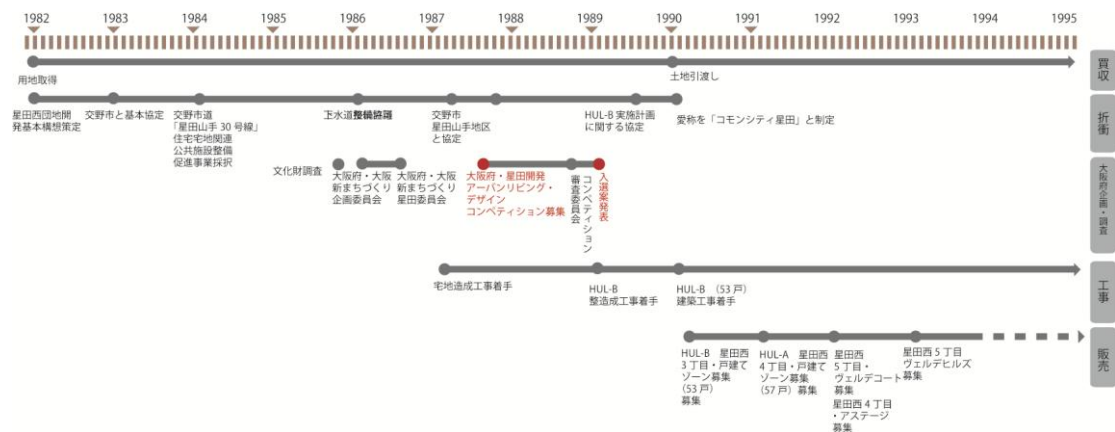 1982 1983 1984 1985 1986 1987 1988 1989 1990 1991 1992 1993 1994 1995
用地取得
土地引渡し
買収
星田西団地開
発基本構想策定
交野市と基本協定
交野市道
「星田山手 30 号線」
住宅宅地関連
公共施設整備
促進事業採択
交野市
星田山手地区
と協定
HUL-B 実施計画
に関する協定
愛称を「コモンシティ星田」と制定
折衝
文化財調査
大阪府・大阪
新まちづくり
企画委員会
大阪府・大阪
新まちづくり
星田委員会
大阪府・星田開発
アーバンリビング・
デザイン
コンペティション募集
コンペティション
審査委員会
入選案発表
大阪府企画・調査
宅地造成工事着手
HUL-B
整造成工事着手
HUL-B （53 戸）
建築工事着手
工事
HUL-B 星田西
3 丁目・戸建て
ゾーン募集
（53 戸）
募集
HUL-A 星田西
4 丁目・戸建て
ゾーン募集
（57 戸）募集
星田西
5 丁目・
ヴェルデコート
募集
星田西 4 丁目
・アステージ
募集
星田西 5 丁目
ヴェルデヒルズ
募集
販売